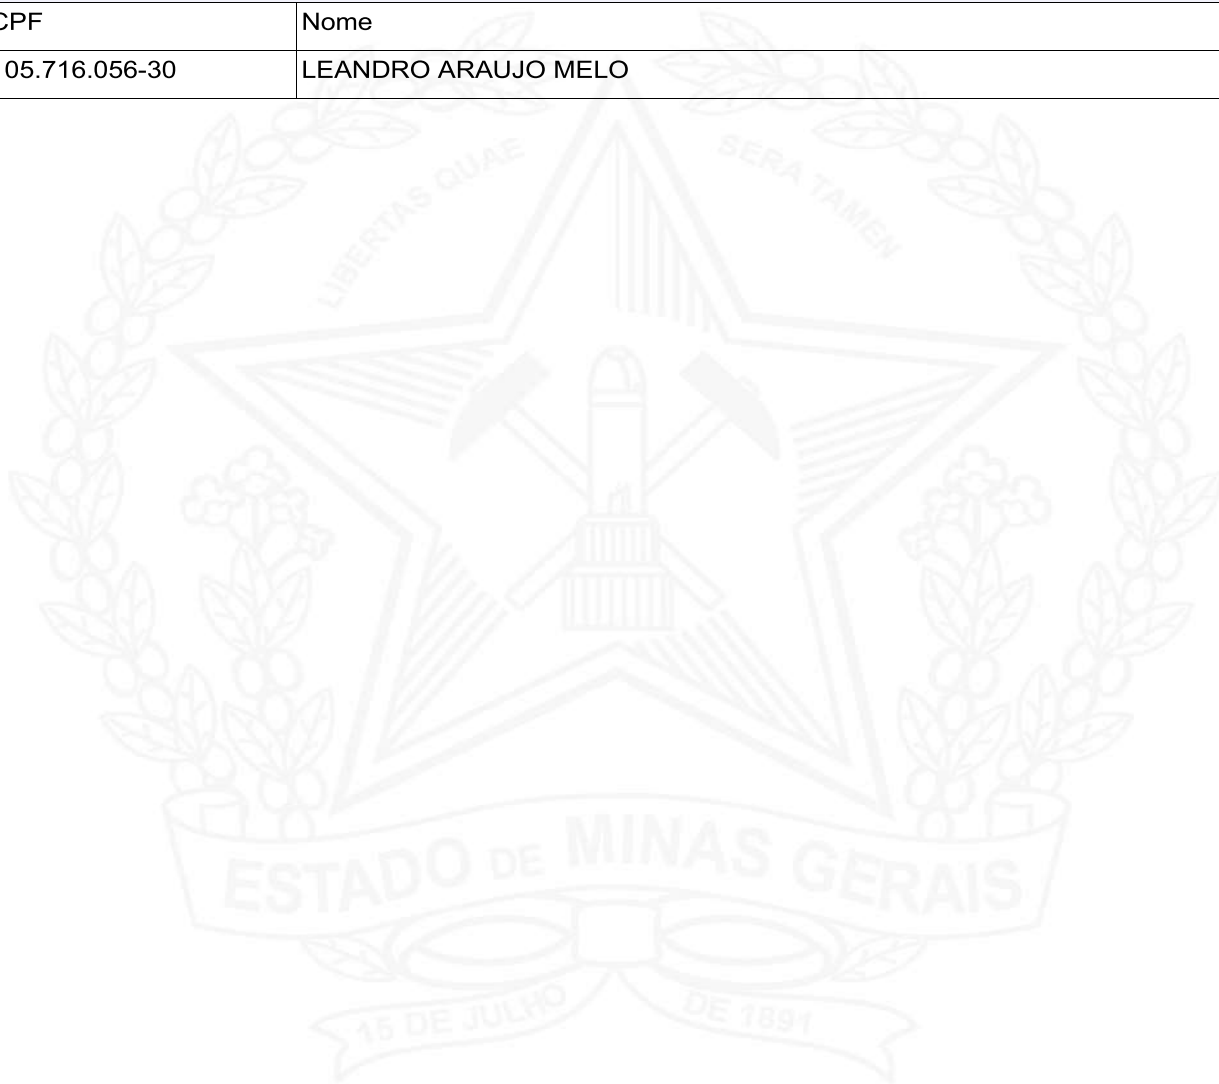 CPF Nome
05.716.056-30 LEANDRO ARAUJO MELO
LIBERTAS QUAE SERA TAMEN
ESTADO DE MINAS GERAIS
15 DE JULHO DE 1891